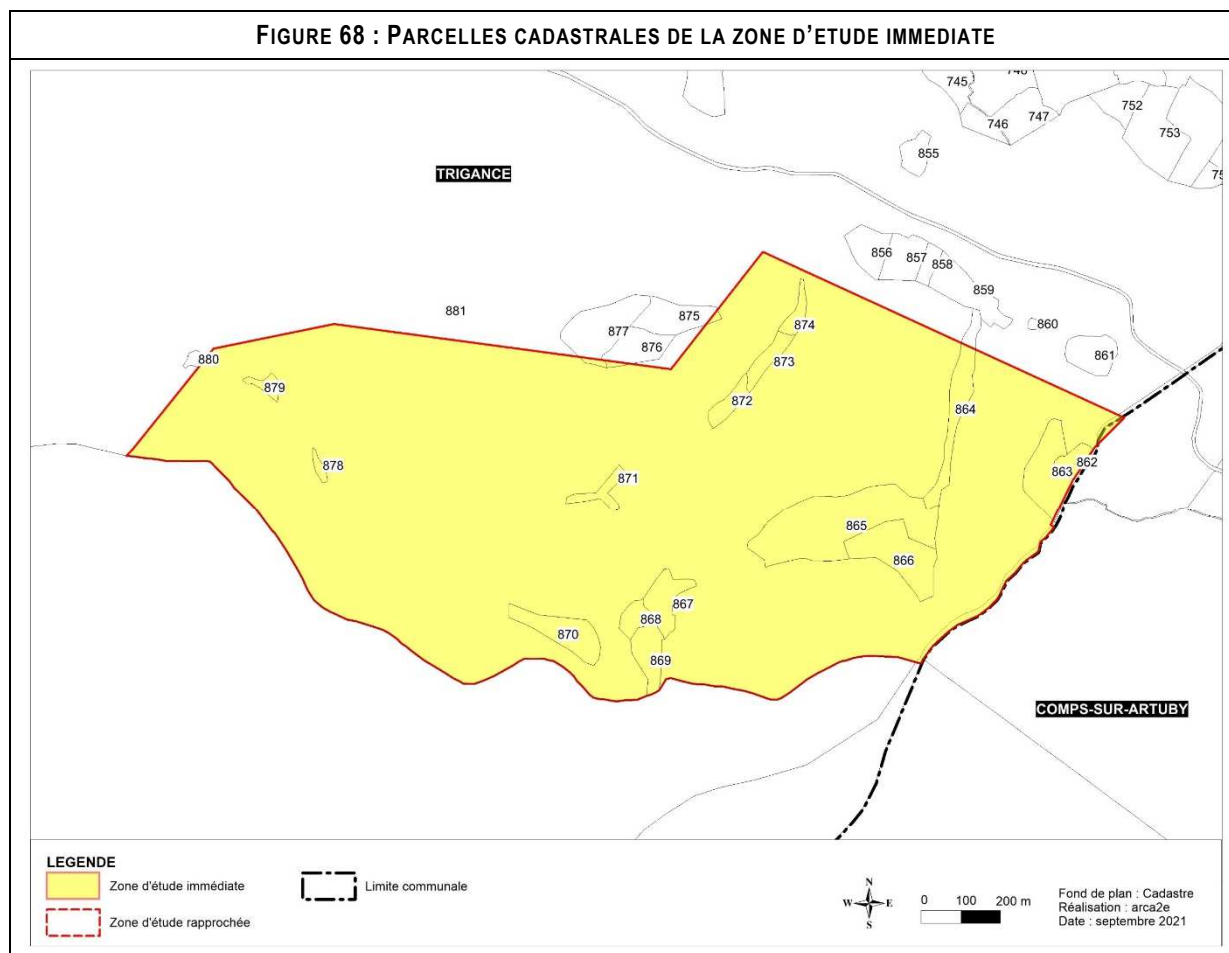 FIGURE 68 : PARCELLES CADASTRALES DE LA ZONE D'ETUDE IMMEDIATE
745
746
747
752
753
855
TRIGANCE
856
857
858
859
860
861
881
875
877
876
874
873
872
880
879
864
862
863
878
871
865
866
867
868
869
870
COMPS-SUR-ARTUBY
LEGENDE
Zone d'étude immédiate
Limite communale
Zone d'étude rapprochée
N
W E
S
0 100 200 m
Fond de plan : Cadastre
Réalisation : arca2e
Date : septembre 2021